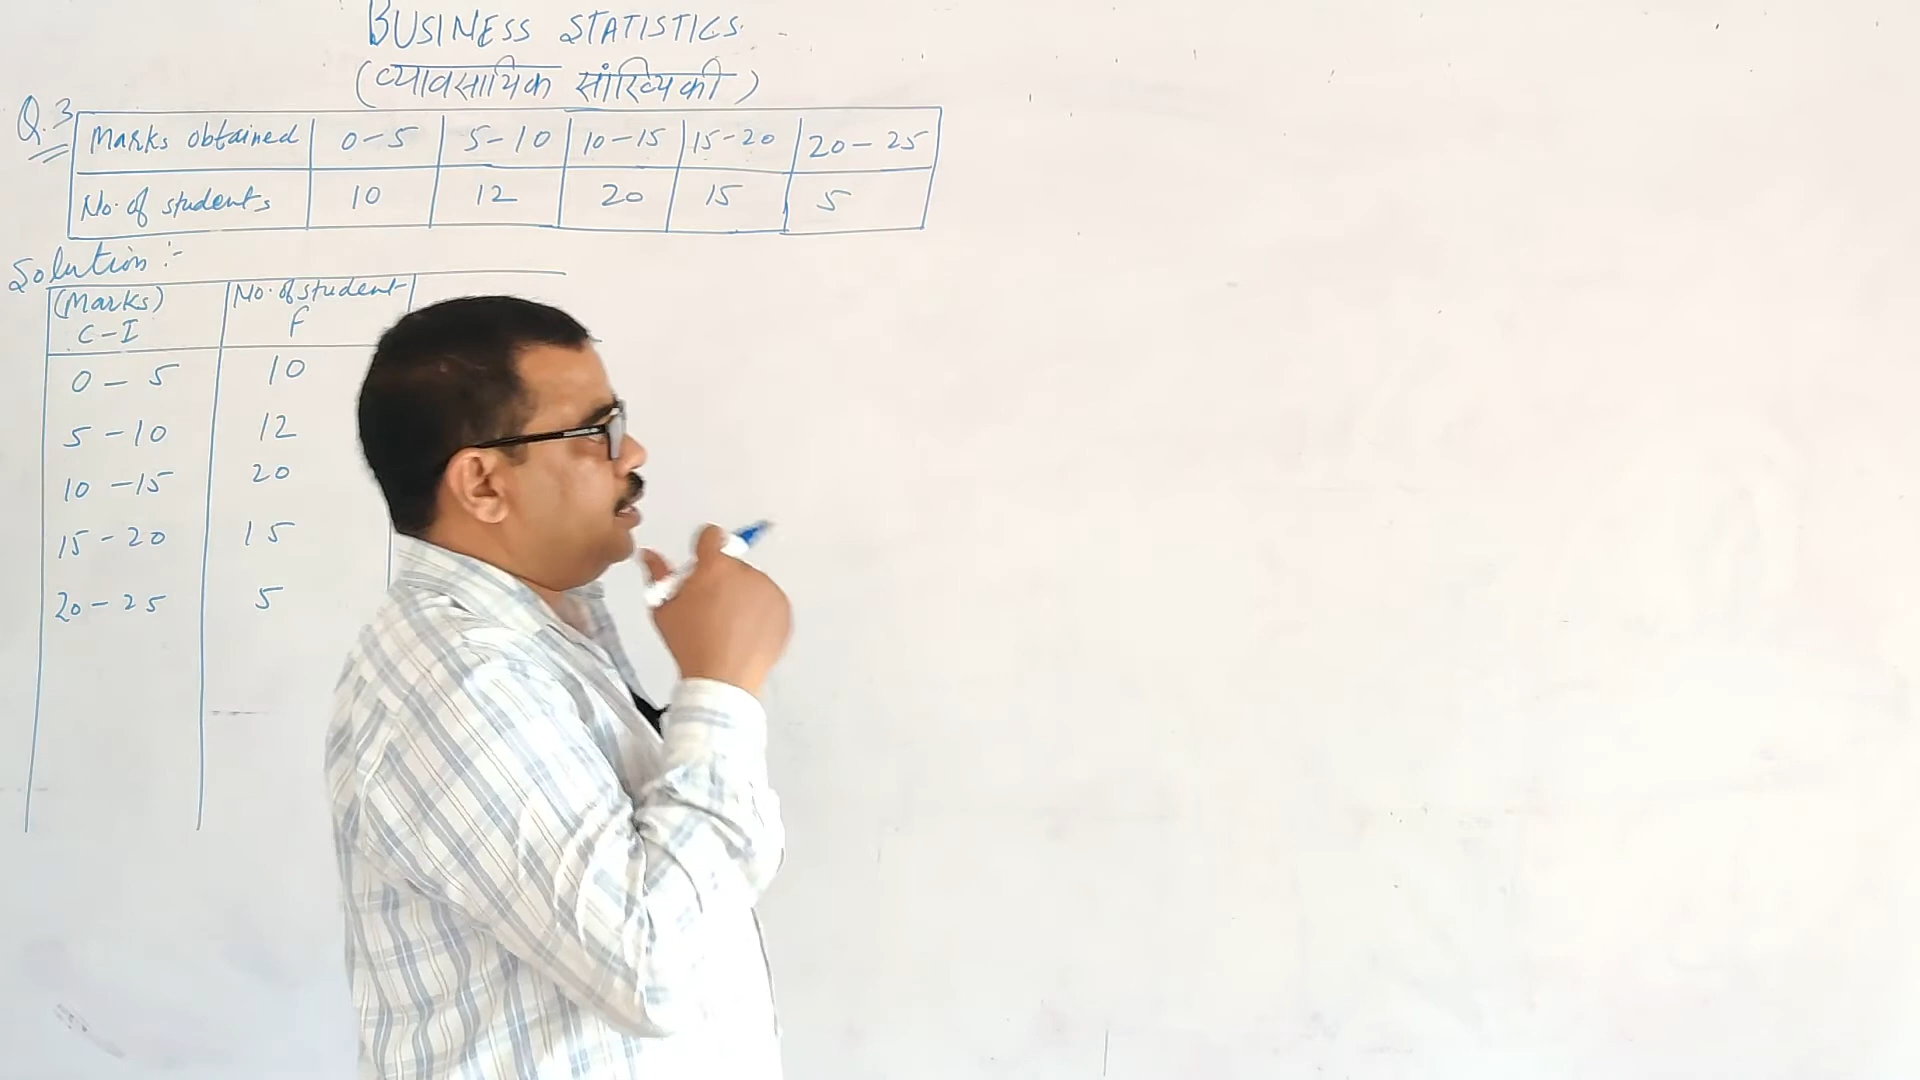 BUSINESS STATISTICS
(व्यावसायिक सांख्यिकी)
Q.3
Marks obtained 0-5 5-10 10-15 15-20 20-25
No. of students 10 12 20 15 5
Solution :-
(Marks) C-I No. of student f
0-5 10
5-10 12
10-15 20
15-20 15
20-25 5